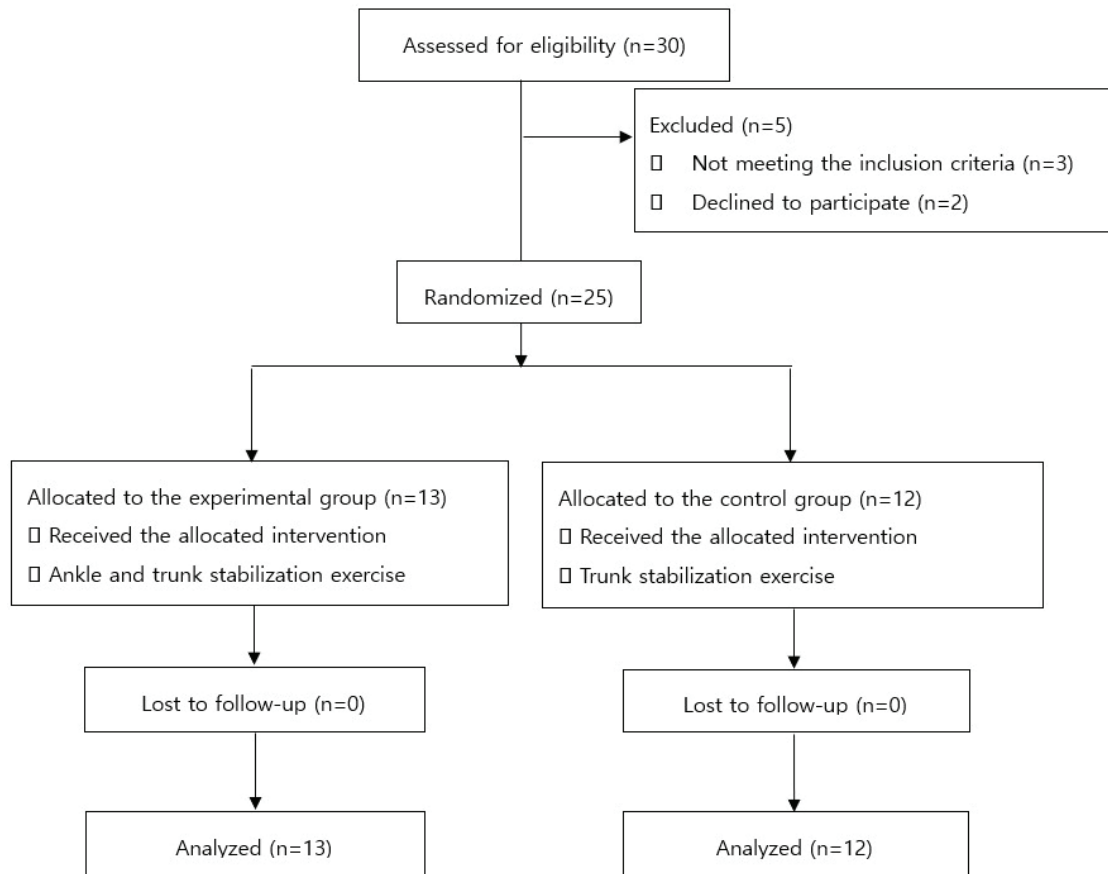 Assessed for eligibility (n=30)
Excluded (n=5)
▯ Not meeting the inclusion criteria (n=3)
▯ Declined to participate (n=2)
Randomized (n=25)
Allocated to the experimental group (n=13)
▯ Received the allocated intervention
▯ Ankle and trunk stabilization exercise
Allocated to the control group (n=12)
▯ Received the allocated intervention
▯ Trunk stabilization exercise
Lost to follow-up (n=0)
Lost to follow-up (n=0)
Analyzed (n=13)
Analyzed (n=12)